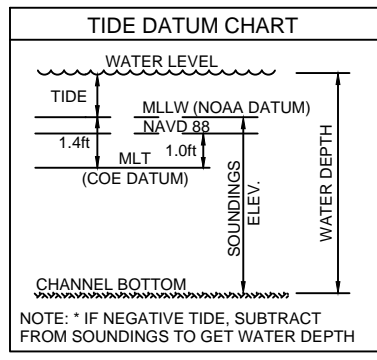 TIDE DATUM CHART
WATER LEVEL
TIDE
MLLW (NOAA DATUM)
NAVD 88
1.4ft
1.0ft
MLT
(COE DATUM)
SOUNDINGS
ELEV.
WATER DEPTH
CHANNEL BOTTOM
NOTE: * IF NEGATIVE TIDE, SUBTRACT
FROM SOUNDINGS TO GET WATER DEPTH